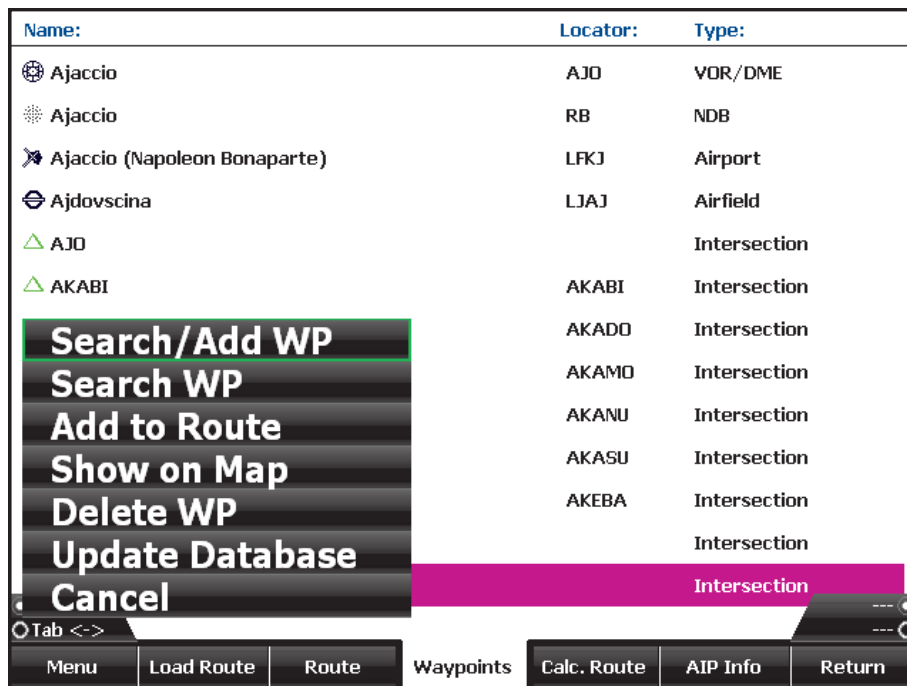 Name: Locator: Type:
Ajaccio AJO VOR/DME
Ajaccio RB NDB
Ajaccio (Napoleon Bonaparte) LFKJ Airport
Ajdovscina LJAJ Airfield
AJO Intersection
AKABI AKABI Intersection
Search/Add WP AKADO Intersection
Search WP AKAMO Intersection
Add to Route AKANU Intersection
Show on Map AKASU Intersection
Delete WP AKEBA Intersection
Update Database Intersection
Cancel Intersection
---
Tab <-> ---
Menu Load Route Route Waypoints Calc. Route AIP Info Return